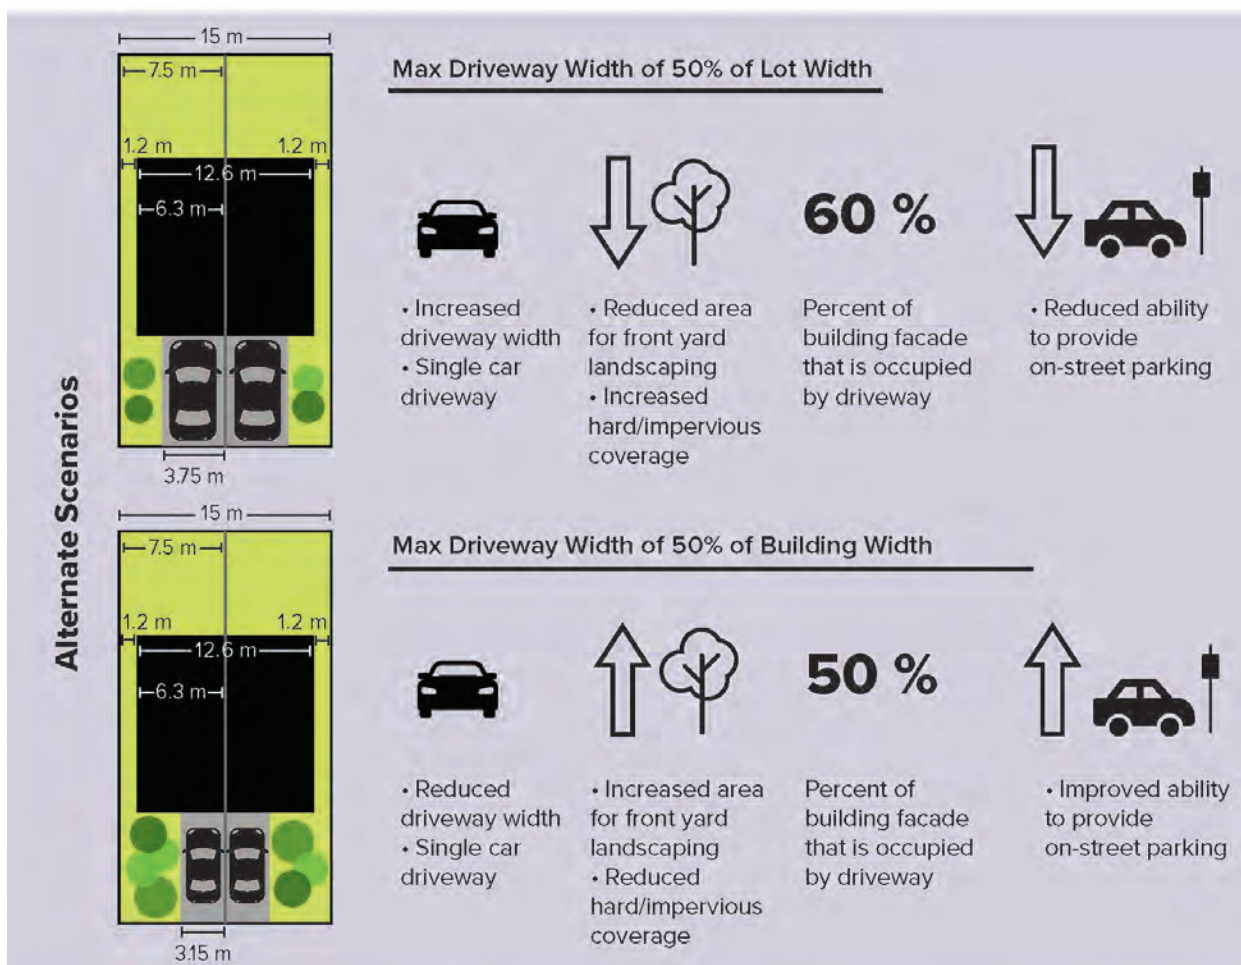 Alternate Scenarios
15 m
7.5 m
1.2 m
1.2 m
12.6 m
6.3 m
3.75 m
Max Driveway Width of 50% of Lot Width
• Increased
driveway width
• Single car
driveway
• Reduced area
for front yard
landscaping
• Increased
hard/impervious
coverage
60 %
Percent of
building facade
that is occupied
by driveway
• Reduced ability
to provide
on-street parking
15 m
7.5 m
1.2 m
1.2 m
12.6 m
6.3 m
3.15 m
Max Driveway Width of 50% of Building Width
• Reduced
driveway width
• Single car
driveway
• Increased area
for front yard
landscaping
• Reduced
hard/impervious
coverage
50 %
Percent of
building facade
that is occupied
by driveway
• Improved ability
to provide
on-street parking